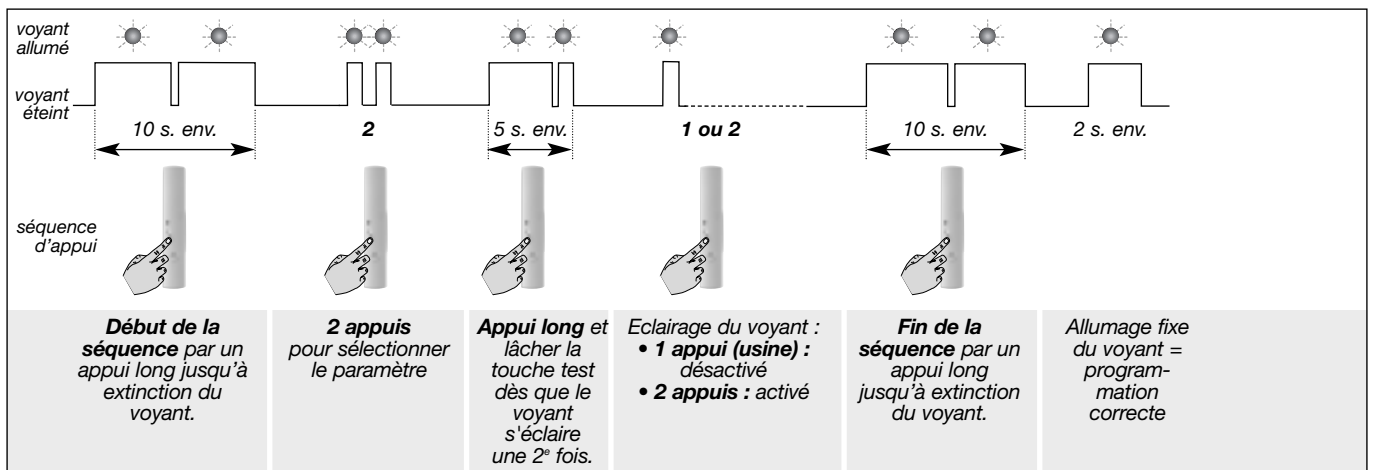 voyant
allumé
voyant
éteint
10 s. env.
2
5 s. env.
1 ou 2
10 s. env.
2 s. env.
séquence
d'appui
Début de la
séquence par un
appui long jusqu'à
extinction du
voyant.
2 appuis
pour sélectionner
le paramètre
Appui long et
lâcher la
touche test
dès que le
voyant
s'éclaire
une 2e fois.
Eclairage du voyant :
• 1 appui (usine) :
désactivé
• 2 appuis : activé
Fin de la
séquence par un
appui long
jusqu'à extinction
du voyant.
Allumage fixe
du voyant =
program-
mation
correcte